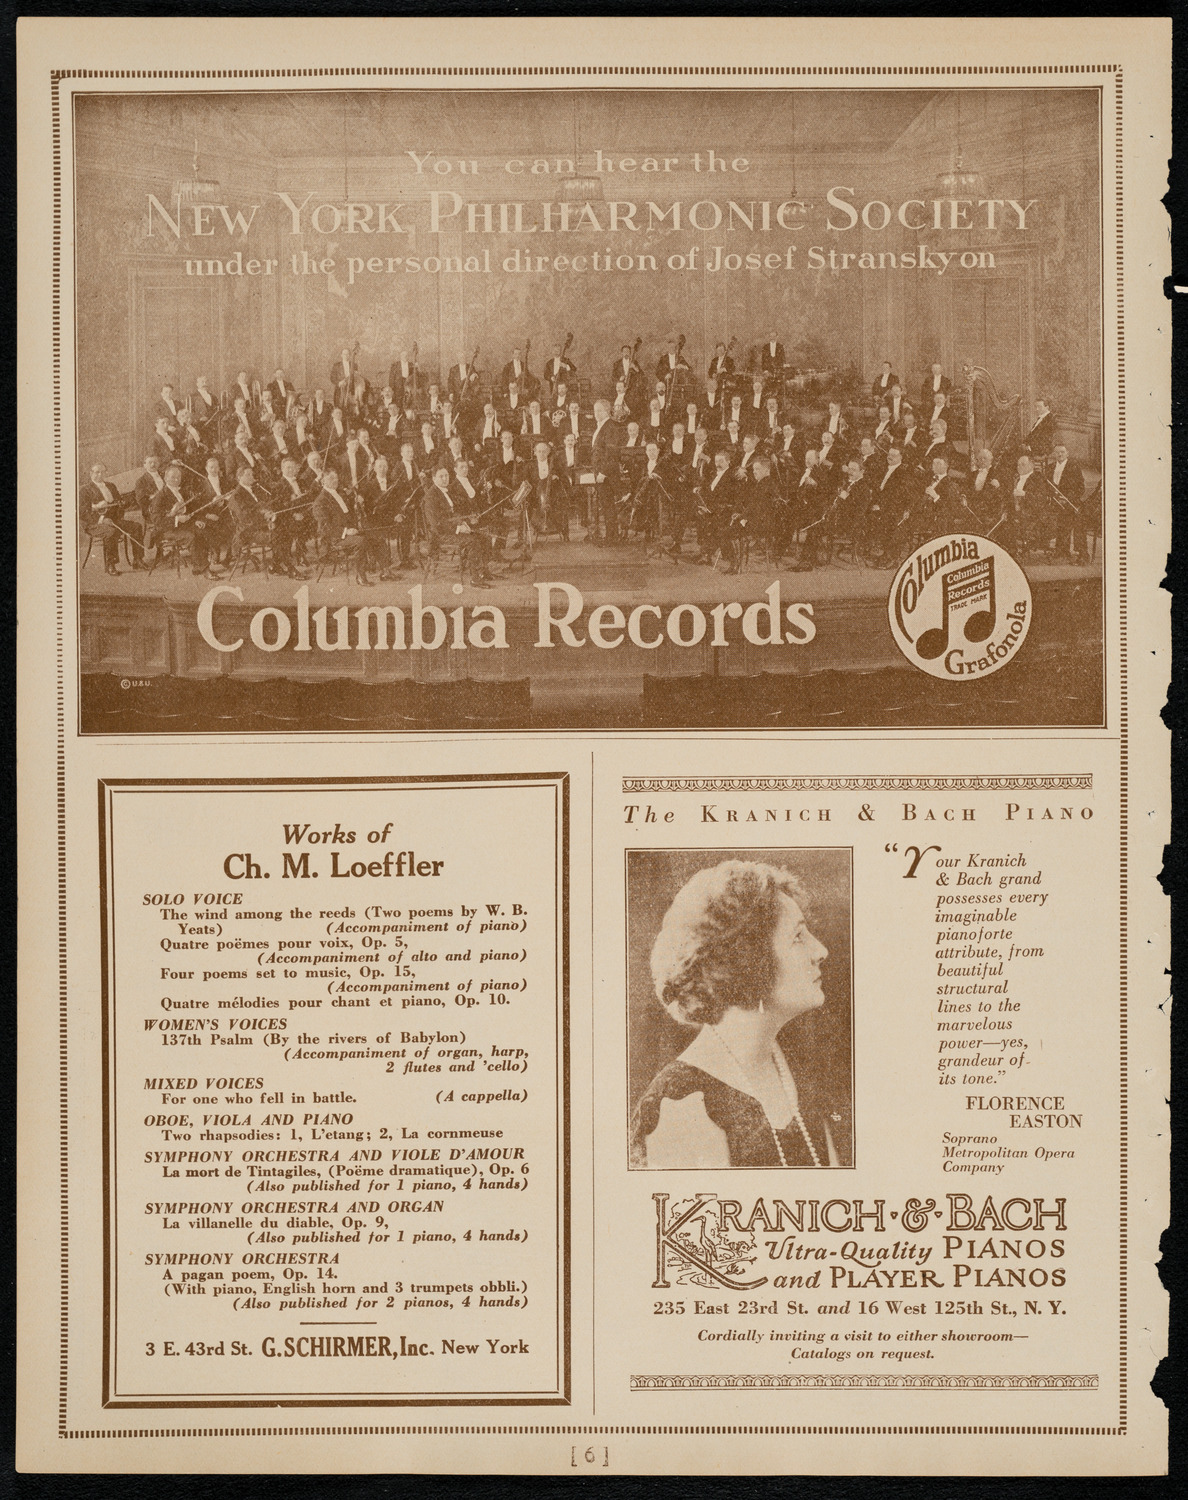 You can hear the
NEW YORK PHILHARMONIC SOCIETY
under the personal direction of Josef Stransky on
Columbia Records
Columbia
Columbia
Records
TRADE MARK
Grafonola
© U.&U.
Works of
Ch. M. Loeffler
SOLO VOICE
The wind among the reeds (Two poems by W. B.
Yeats) (Accompaniment of piano)
Quatre poëmes pour voix, Op. 5,
(Accompaniment of alto and piano)
Four poems set to music, Op. 15,
(Accompaniment of piano)
Quatre mélodies pour chant et piano, Op. 10.
WOMEN'S VOICES
137th Psalm (By the rivers of Babylon)
(Accompaniment of organ, harp,
2 flutes and 'cello)
MIXED VOICES
For one who fell in battle. (A cappella)
OBOE, VIOLA AND PIANO
Two rhapsodies: 1, L'etang; 2, La cornmeuse
SYMPHONY ORCHESTRA AND VIOLE D'AMOUR
La mort de Tintagiles, (Poëme dramatique), Op. 6
(Also published for 1 piano, 4 hands)
SYMPHONY ORCHESTRA AND ORGAN
La villanelle du diable, Op. 9,
(Also published for 1 piano, 4 hands)
SYMPHONY ORCHESTRA
A pagan poem, Op. 14.
(With piano, English horn and 3 trumpets obbli.)
(Also published for 2 pianos, 4 hands)
3 E. 43rd St. G. SCHIRMER, Inc. New York
The KRANICH & BACH PIANO
"Your Kranich
& Bach grand
possesses every
imaginable
pianoforte
attribute, from
beautiful
structural
lines to the
marvelous
power—yes,
grandeur of
its tone."
FLORENCE
EASTON
Soprano
Metropolitan Opera
Company
KRANICH·&·BACH
Ultra-Quality PIANOS
and PLAYER PIANOS
235 East 23rd St. and 16 West 125th St., N. Y.
Cordially inviting a visit to either showroom—
Catalogs on request.
[6]